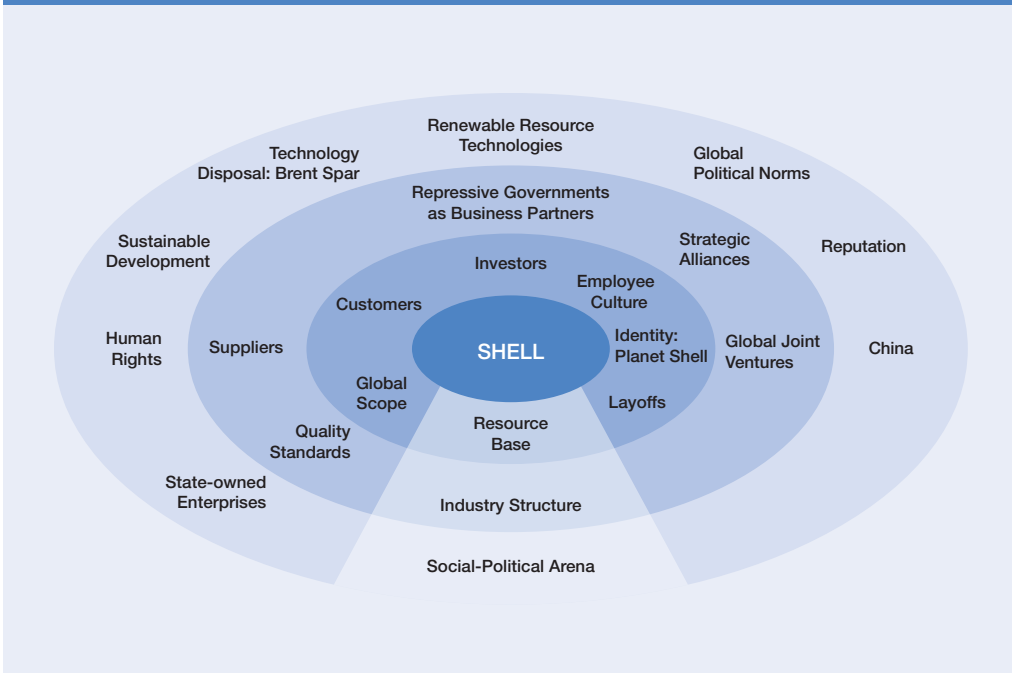 Renewable Resource
Technologies
Technology
Disposal: Brent Spar
Global
Political Norms
Repressive Governments
as Business Partners
Sustainable
Development
Strategic
Alliances
Reputation
Investors
Employee
Culture
Customers
Human
Rights
Suppliers
SHELL
Identity:
Planet Shell
Global Joint
Ventures
China
Global
Scope
Layoffs
Resource
Base
Quality
Standards
State-owned
Enterprises
Industry Structure
Social-Political Arena